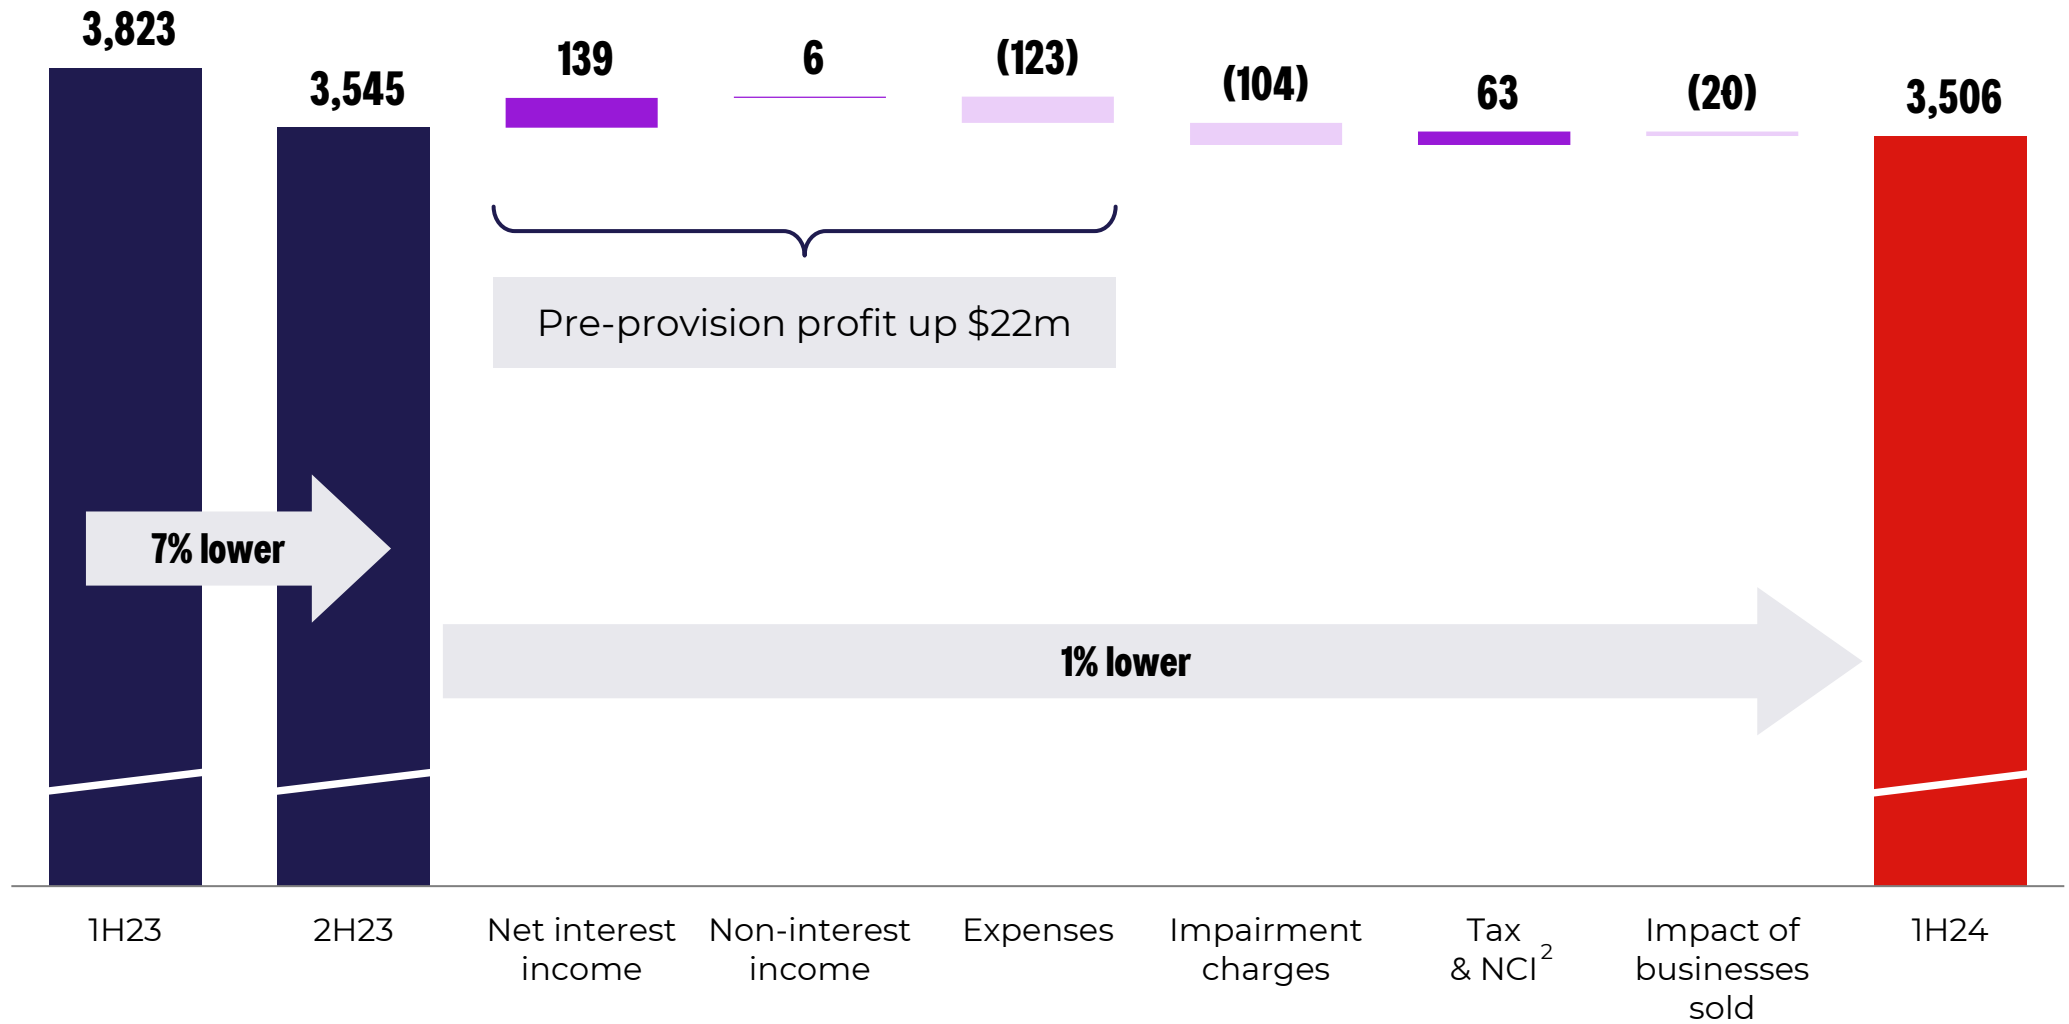 3,823
3,545
139
6
(123)
(104)
63
(20)
3,506
Pre-provision profit up $22m
7% lower
1% lower
1H23
2H23
Net interest
income
Non-interest
income
Expenses
Impairment
charges
Tax
& NCI²
Impact of
businesses
sold
1H24